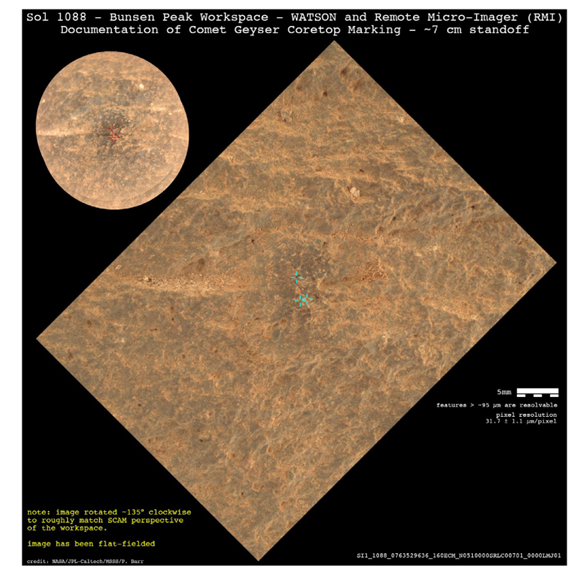 Sol 1088 – Bunsen Peak Workspace – WATSON and Remote Micro-Imager (RMI)
Documentation of Comet Geyser Coretop Marking – ~7 cm standoff
5mm
features > ~95 µm are resolvable
pixel resolution
31.7 ± 1.1 µm/pixel
note: image rotated ~135° clockwise
to roughly match SCAM perspective
of the workspace.
image has been flat-fielded
credit: NASA/JPL-Caltech/MSSS/P. Barr
SI1_1088_0763529636_160ECM_N0510000SRLC00701_0000LMJ01